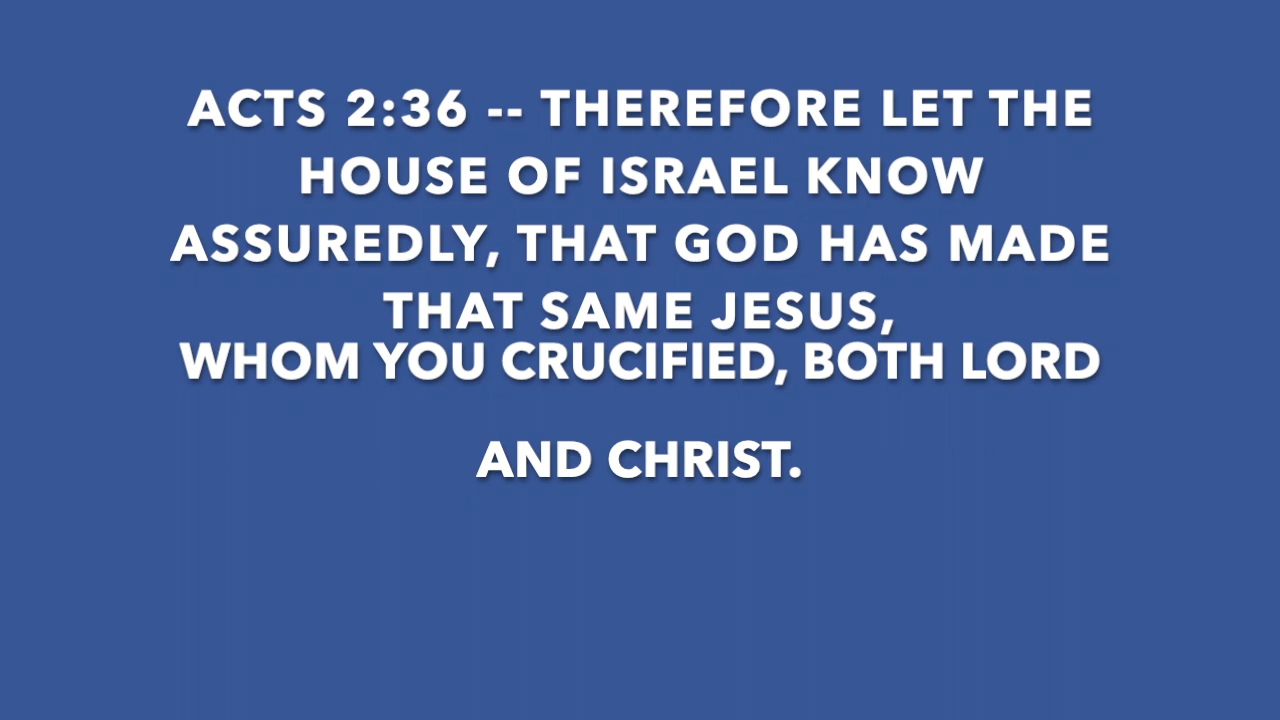 ACTS 2:36 -- THEREFORE LET THE
HOUSE OF ISRAEL KNOW
ASSUREDLY, THAT GOD HAS MADE
THAT SAME JESUS,
WHOM YOU CRUCIFIED, BOTH LORD
AND CHRIST.